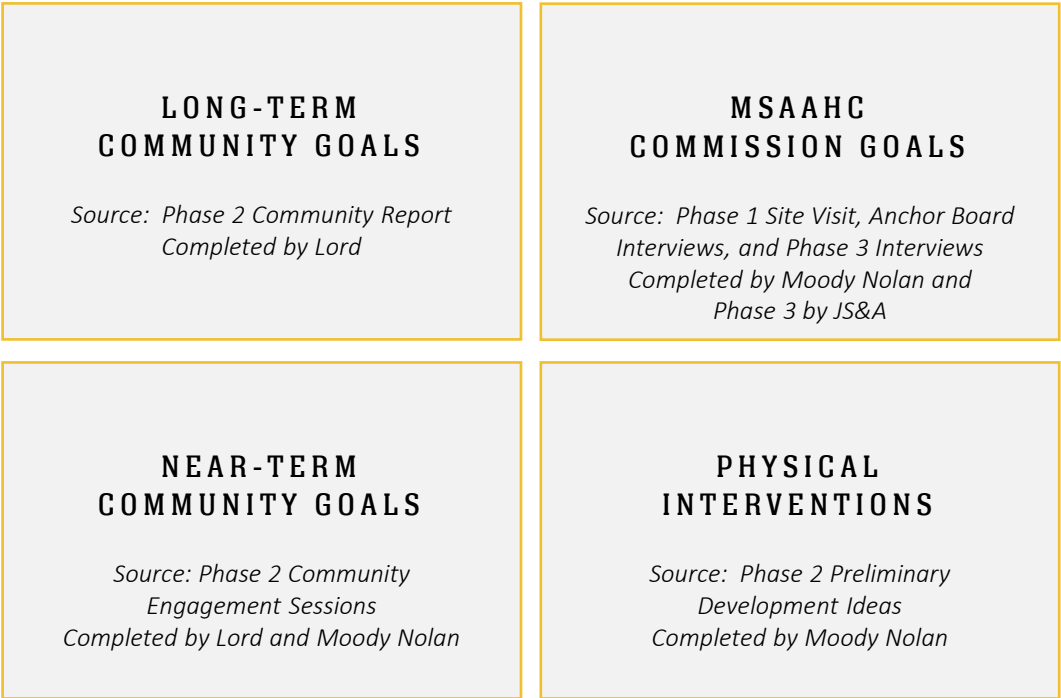 LONG-TERM
COMMUNITY GOALS
Source:  Phase 2 Community Report
Completed by Lord
MSAAHC
COMMISSION GOALS
Source:  Phase 1 Site Visit, Anchor Board
Interviews, and Phase 3 Interviews
Completed by Moody Nolan and
Phase 3 by JS&A
NEAR-TERM
COMMUNITY GOALS
Source: Phase 2 Community
Engagement Sessions
Completed by Lord and Moody Nolan
PHYSICAL
INTERVENTIONS
Source:  Phase 2 Preliminary
Development Ideas
Completed by Moody Nolan